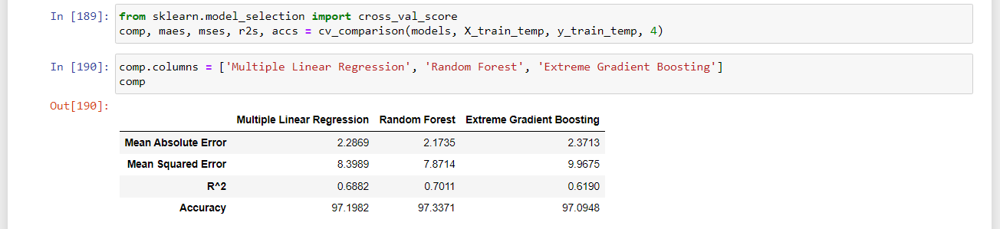 In [189]: from sklearn.model_selection import cross_val_score
comp, maes, mses, r2s, accs = cv_comparison(models, X_train_temp, y_train_temp, 4)
In [190]: comp.columns = ['Multiple Linear Regression', 'Random Forest', 'Extreme Gradient Boosting']
comp
Out[190]:
Multiple Linear Regression Random Forest Extreme Gradient Boosting
Mean Absolute Error 2.2869 2.1735 2.3713
Mean Squared Error 8.3989 7.8714 9.9675
R^2 0.6882 0.7011 0.6190
Accuracy 97.1982 97.3371 97.0948